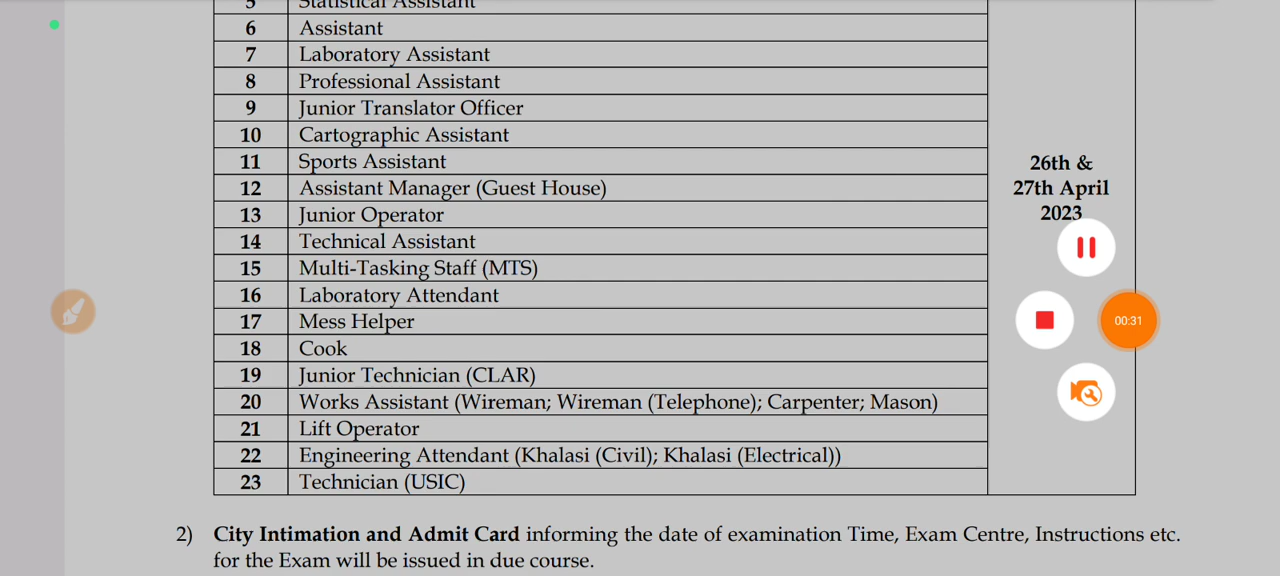 5 Statistical Assistant
6 Assistant
7 Laboratory Assistant
8 Professional Assistant
9 Junior Translator Officer
10 Cartographic Assistant
11 Sports Assistant
12 Assistant Manager (Guest House)
13 Junior Operator
14 Technical Assistant
15 Multi-Tasking Staff (MTS)
16 Laboratory Attendant
17 Mess Helper
18 Cook
19 Junior Technician (CLAR)
20 Works Assistant (Wireman; Wireman (Telephone); Carpenter; Mason)
21 Lift Operator
22 Engineering Attendant (Khalasi (Civil); Khalasi (Electrical))
23 Technician (USIC)
26th &
27th April
2023
00:31
2) City Intimation and Admit Card informing the date of examination Time, Exam Centre, Instructions etc.
for the Exam will be issued in due course.